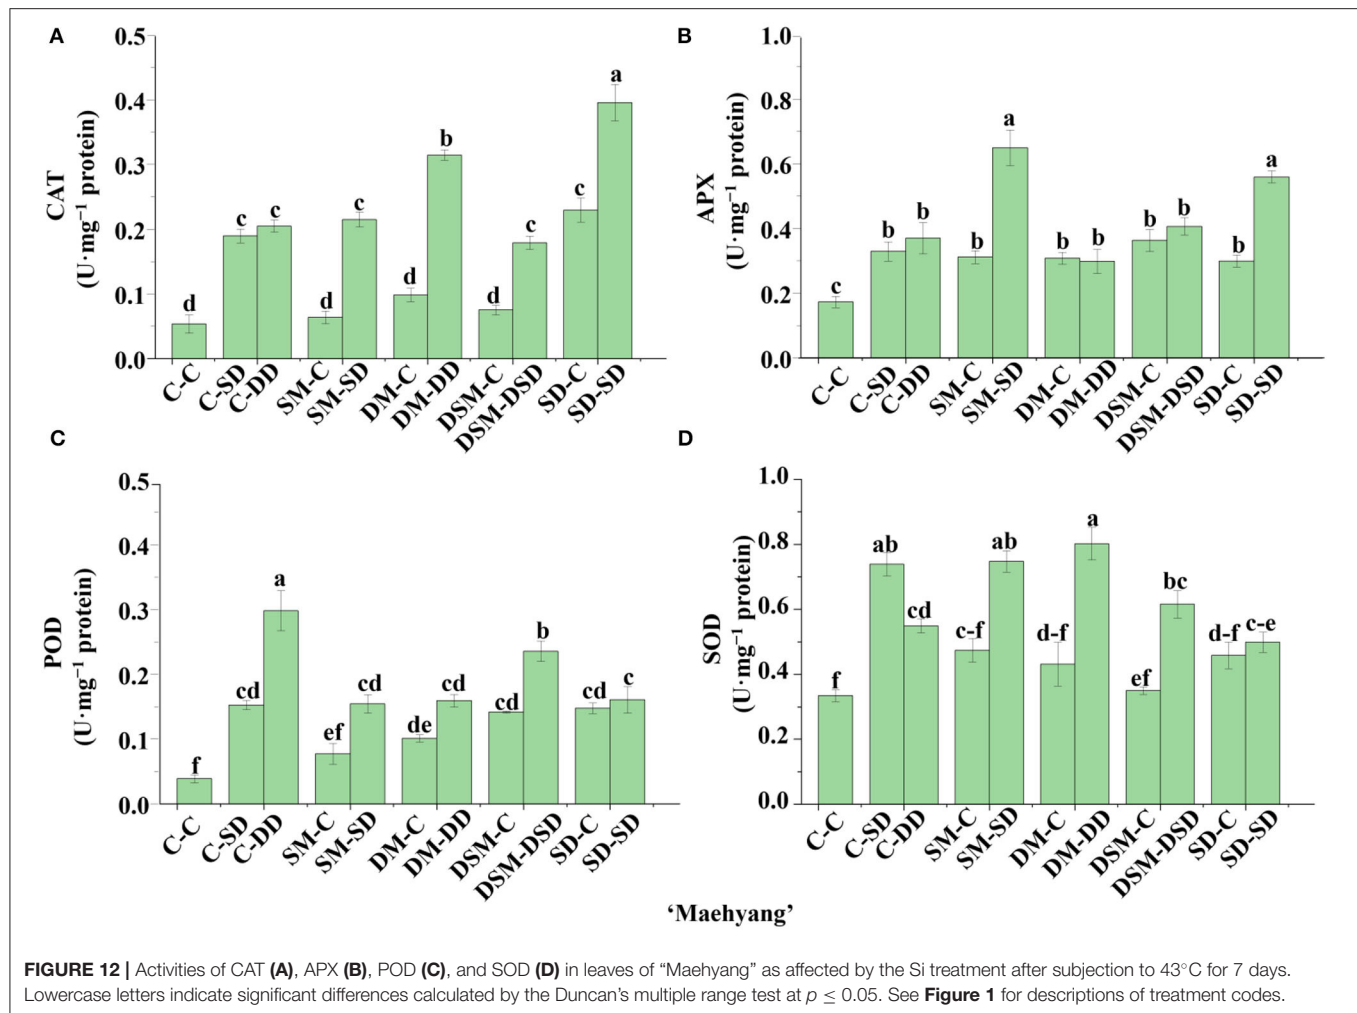 A
0.5
0.4
0.3
0.2
0.1
0.0
CAT
(U·mg⁻¹ protein)
d
c
c
d
c
d
b
d
c
c
a
C-C
C-SD
C-DD
SM-C
SM-SD
DM-C
DM-DD
DSM-C
DSM-DSD
SD-C
SD-SD
B
1.0
0.8
0.6
0.4
0.2
0.0
APX
(U·mg⁻¹ protein)
c
b
b
b
a
b
b
b
b
b
a
C-C
C-SD
C-DD
SM-C
SM-SD
DM-C
DM-DD
DSM-C
DSM-DSD
SD-C
SD-SD
C
0.5
0.4
0.3
0.2
0.1
0.0
POD
(U·mg⁻¹ protein)
f
cd
a
ef
cd
de
cd
cd
b
cd
c
C-C
C-SD
C-DD
SM-C
SM-SD
DM-C
DM-DD
DSM-C
DSM-DSD
SD-C
SD-SD
D
1.0
0.8
0.6
0.4
0.2
0.0
SOD
(U·mg⁻¹ protein)
f
ab
cd
c-f
ab
d-f
a
ef
bc
d-f
c-e
C-C
C-SD
C-DD
SM-C
SM-SD
DM-C
DM-DD
DSM-C
DSM-DSD
SD-C
SD-SD
‘Maehyang’
FIGURE 12 | Activities of CAT (A), APX (B), POD (C), and SOD (D) in leaves of “Maehyang” as affected by the Si treatment after subjection to 43°C for 7 days.
Lowercase letters indicate significant differences calculated by the Duncan’s multiple range test at p ≤ 0.05. See Figure 1 for descriptions of treatment codes.